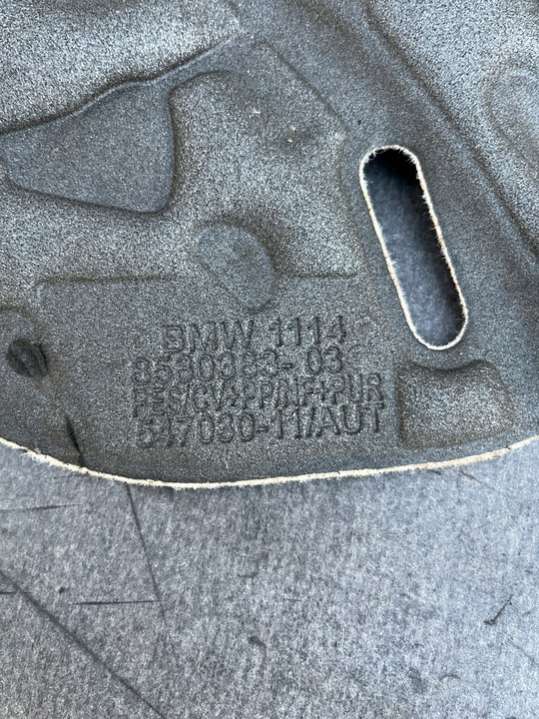 BMW 1114
8530383- 03
PES/CV+PP/NF+PUR
547030-11/AUT